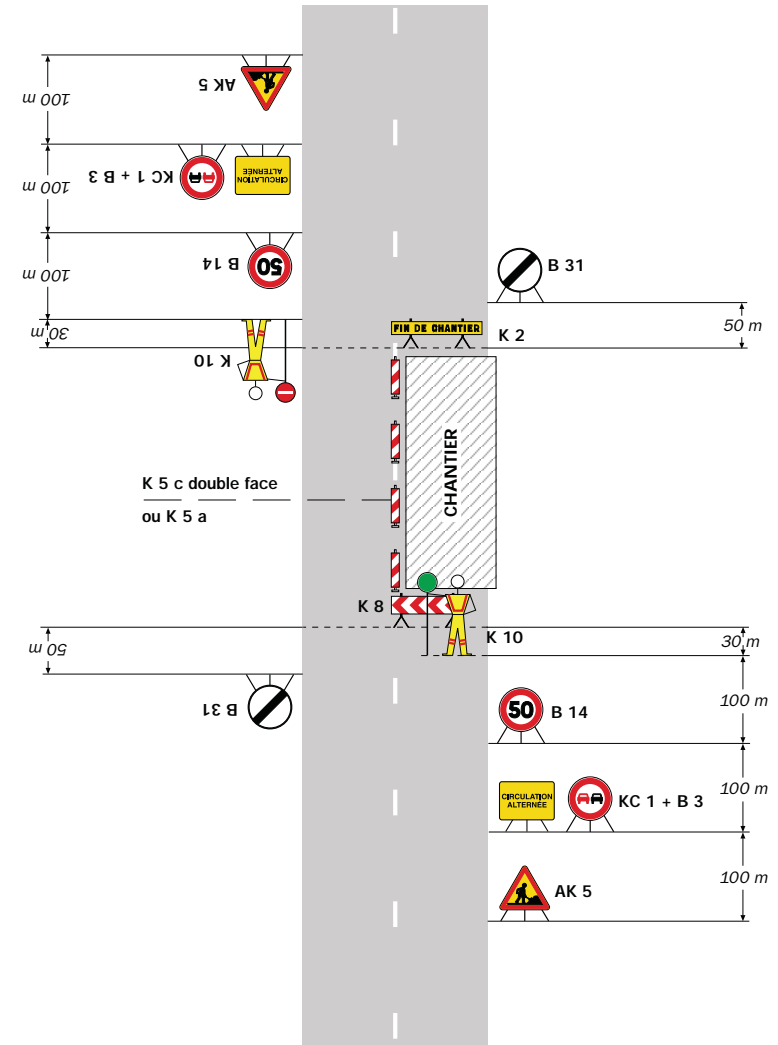 AK 5
100 m
KC 1 + B 3
CIRCULATION
ALTERNÉE
100 m
B 14
50
100 m
B 31
50 m
30 m
K 10
FIN DE CHANTIER
K 2
CHANTIER
K 5 c double face
ou K 5 a
K 8
K 10
30 m
50 m
B 31
50
B 14
100 m
CIRCULATION
ALTERNÉE
KC 1 + B 3
100 m
AK 5
100 m